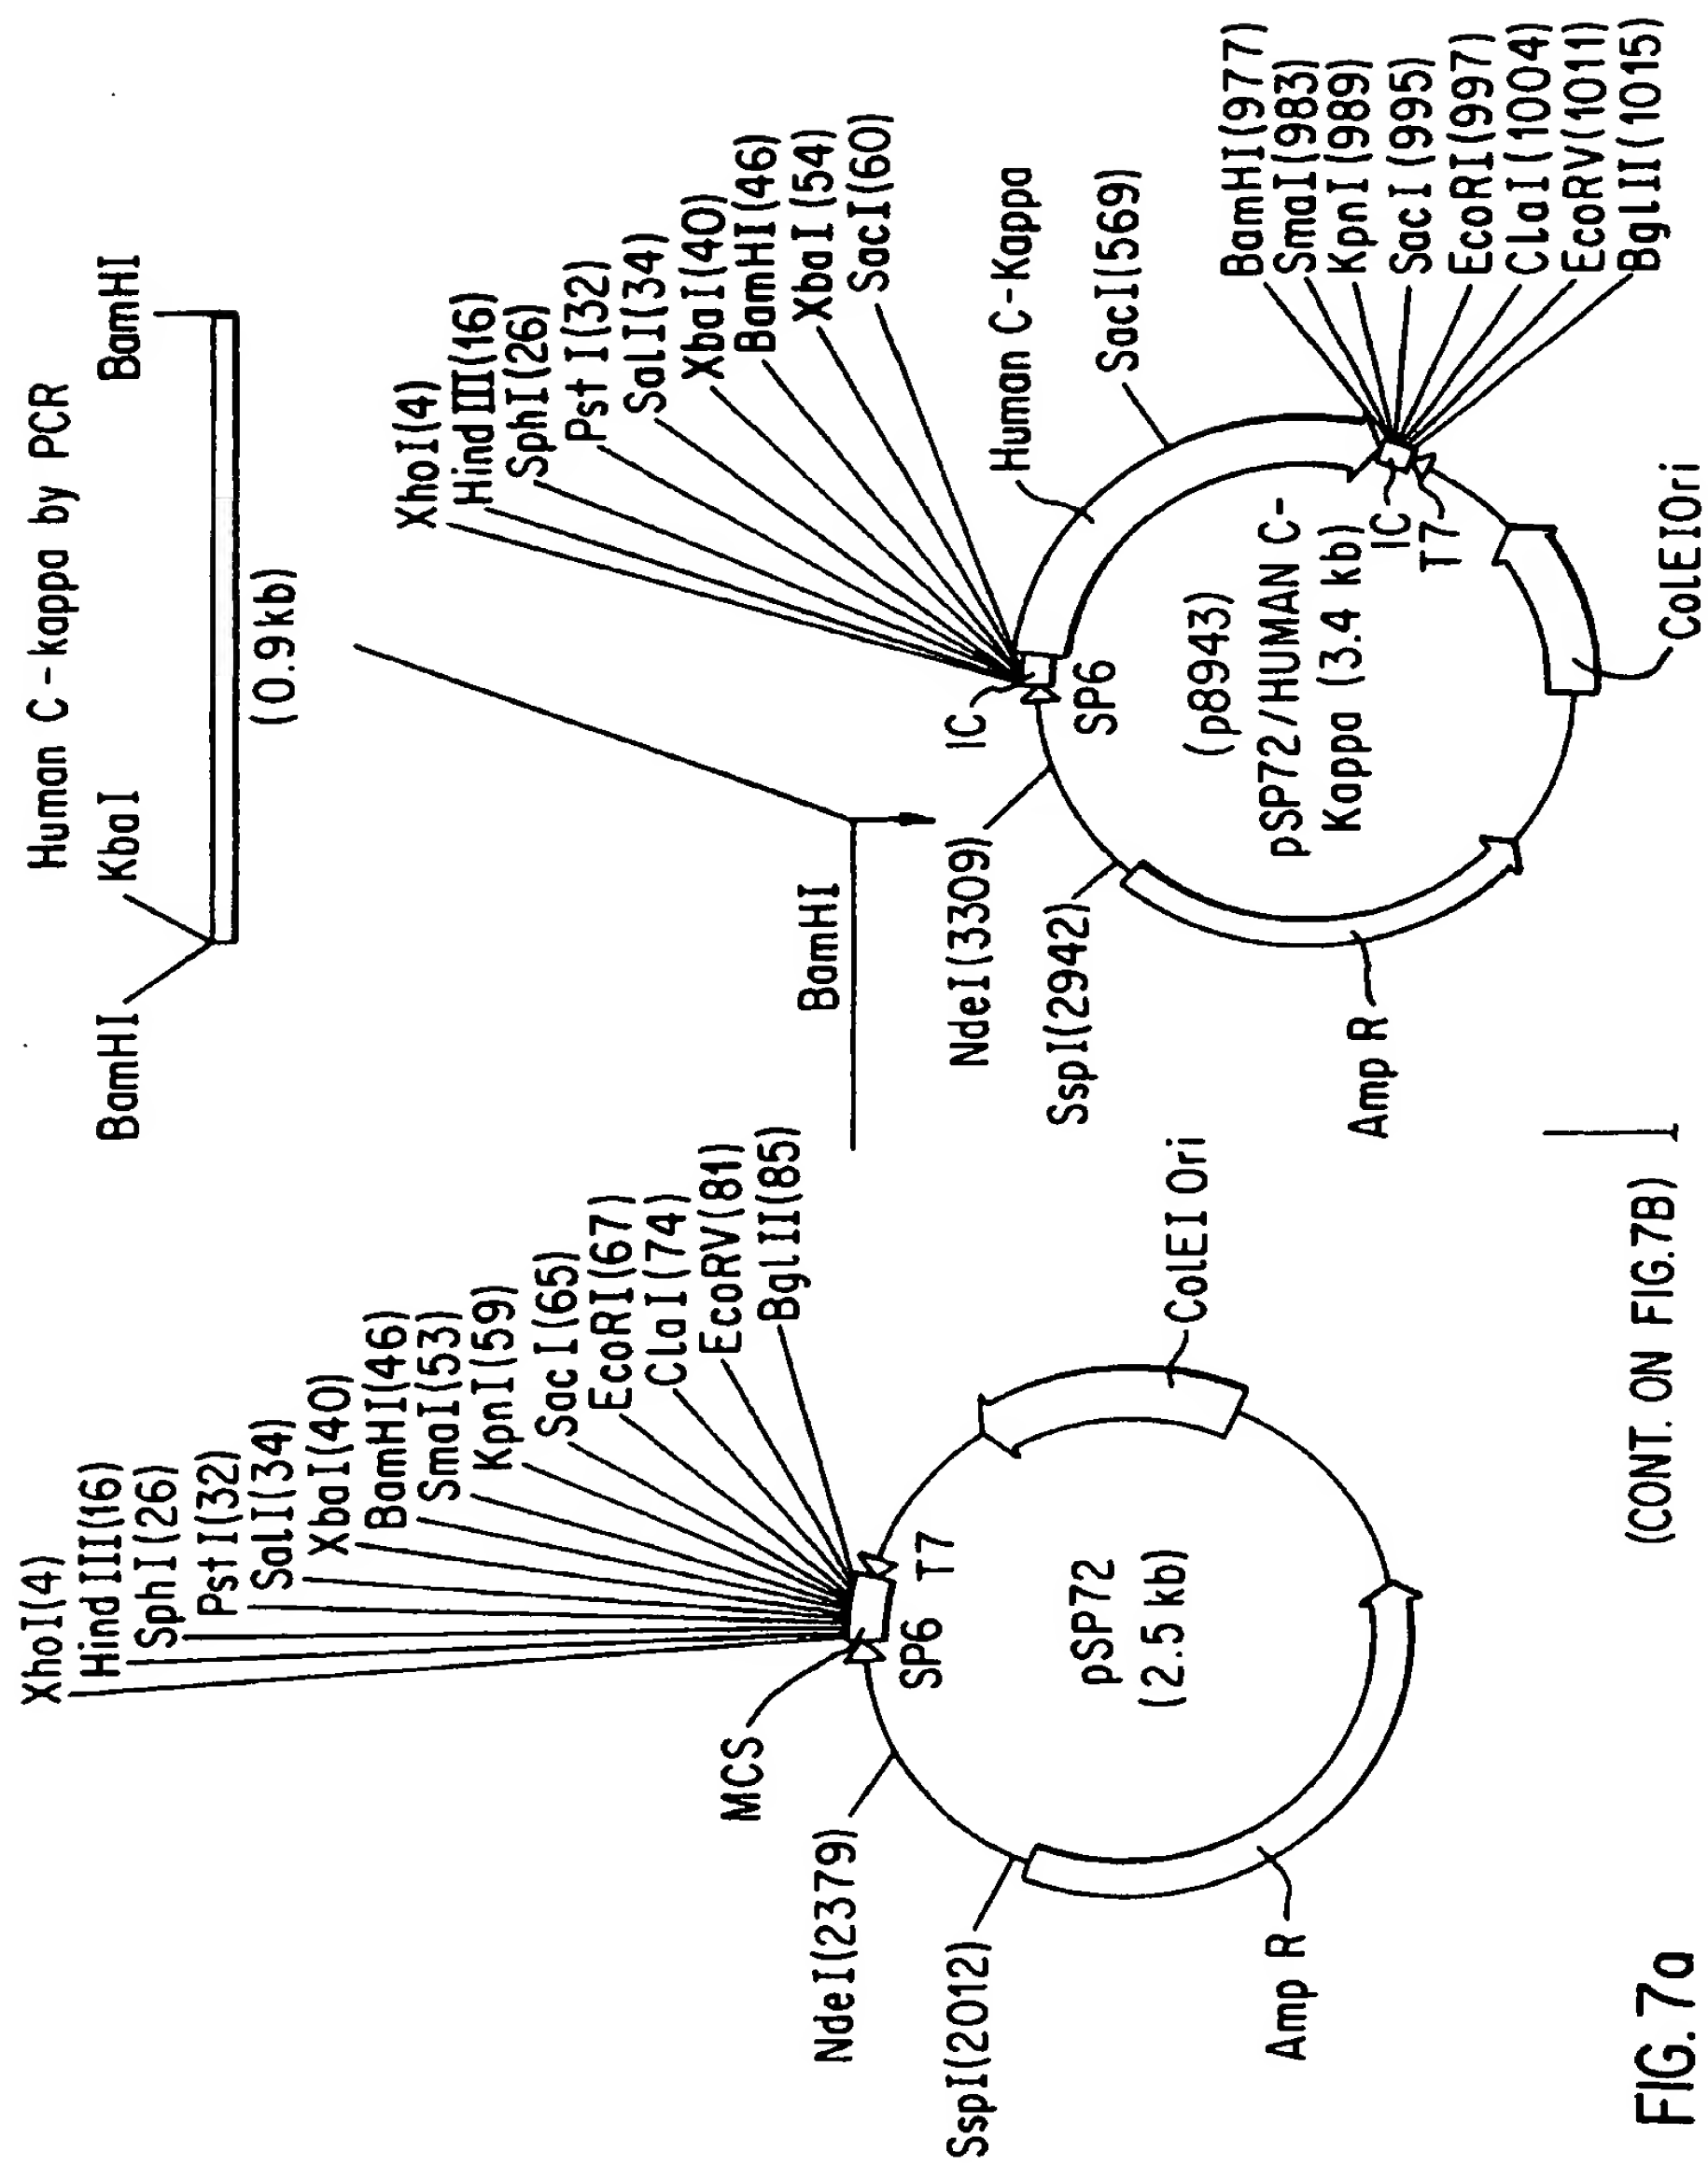 Human C-kappa by PCR
BamHI
KbaI
BamHI
(0.9kb)
XhoI(4)
HindIII(16)
SphI(26)
PstI(32)
SalI(34)
XbaI(40)
BamHI(46)
SmaI(53)
KpnI(59)
SacI(65)
EcoRI(67)
ClaI(74)
EcoRV(81)
BglII(85)
MCS
SP6
T7
NdeI(2379)
SspI(2012)
Amp R
ColEI Ori
pSP72
(2.5 kb)
BamHI
XhoI(4)
HindIII(16)
SphI(26)
Pst I(32)
SalI(34)
XbaI(40)
BamHI(46)
XbaI(54)
SacI(60)
IC
SP6
NdeI(3309)
SspI(2942)
Amp R
Human C-Kappa
SacI(569)
(p8943)
pSP72/HUMAN C-
Kappa (3.4 kb)
IC
T7
BamHI(977)
SmaI(983)
KpnI(989)
SacI(995)
EcoRI(997)
ClaI(1004)
EcoRV(1011)
BglII(1015)
ColEIOri
(CONT. ON FIG.7B)
FIG. 7a